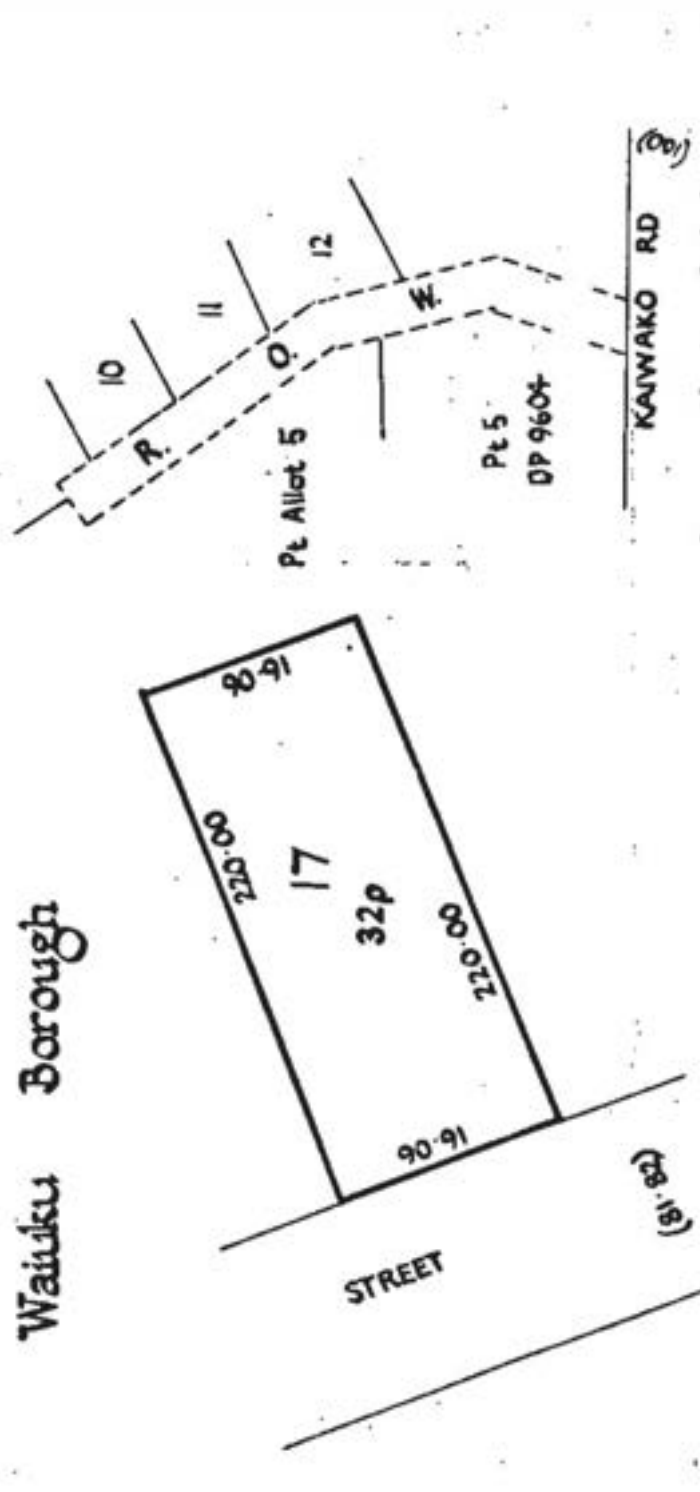 Waiuku Borough
10
11
12
R. O. W.
Pt Allot 5
Pt 5
DP 9604
KAIWAKO RD
(100)
220·00
90·91
17
32p
90·91
220·00
STREET
(81·82)